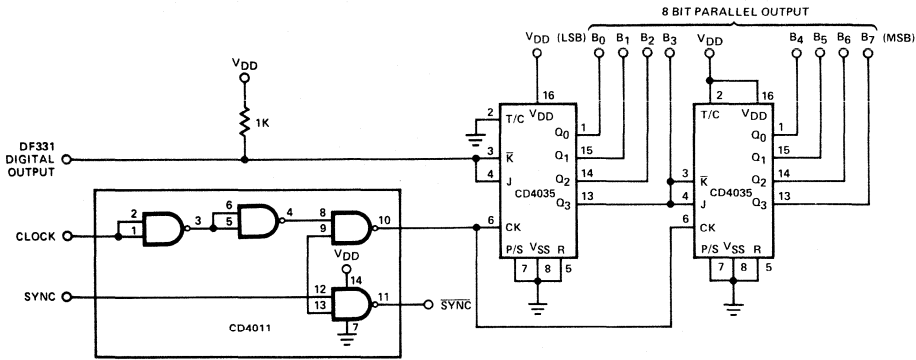 8 BIT PARALLEL OUTPUT
VDD (LSB) B0 B1 B2 B3 VDD B4 B5 B6 B7 (MSB)
VDD
1K
DF331
DIGITAL
OUTPUT
16
2 T/C VDD
Q0 1
3 K̅ Q1 15
4 J CD4035 Q2 14
Q3 13
6 CK
P/S VSS R
7 8 5
2 16
T/C VDD
Q0 1
Q1 15
3 K̅ CD4035 Q2 14
4 J Q3 13
6 CK
P/S VSS R
7 8 5
CLOCK
2
1
3
6
5
4
8
9
10
VDD
14
SYNC
12
13
11
S̅Y̅N̅C̅
7
CD4011